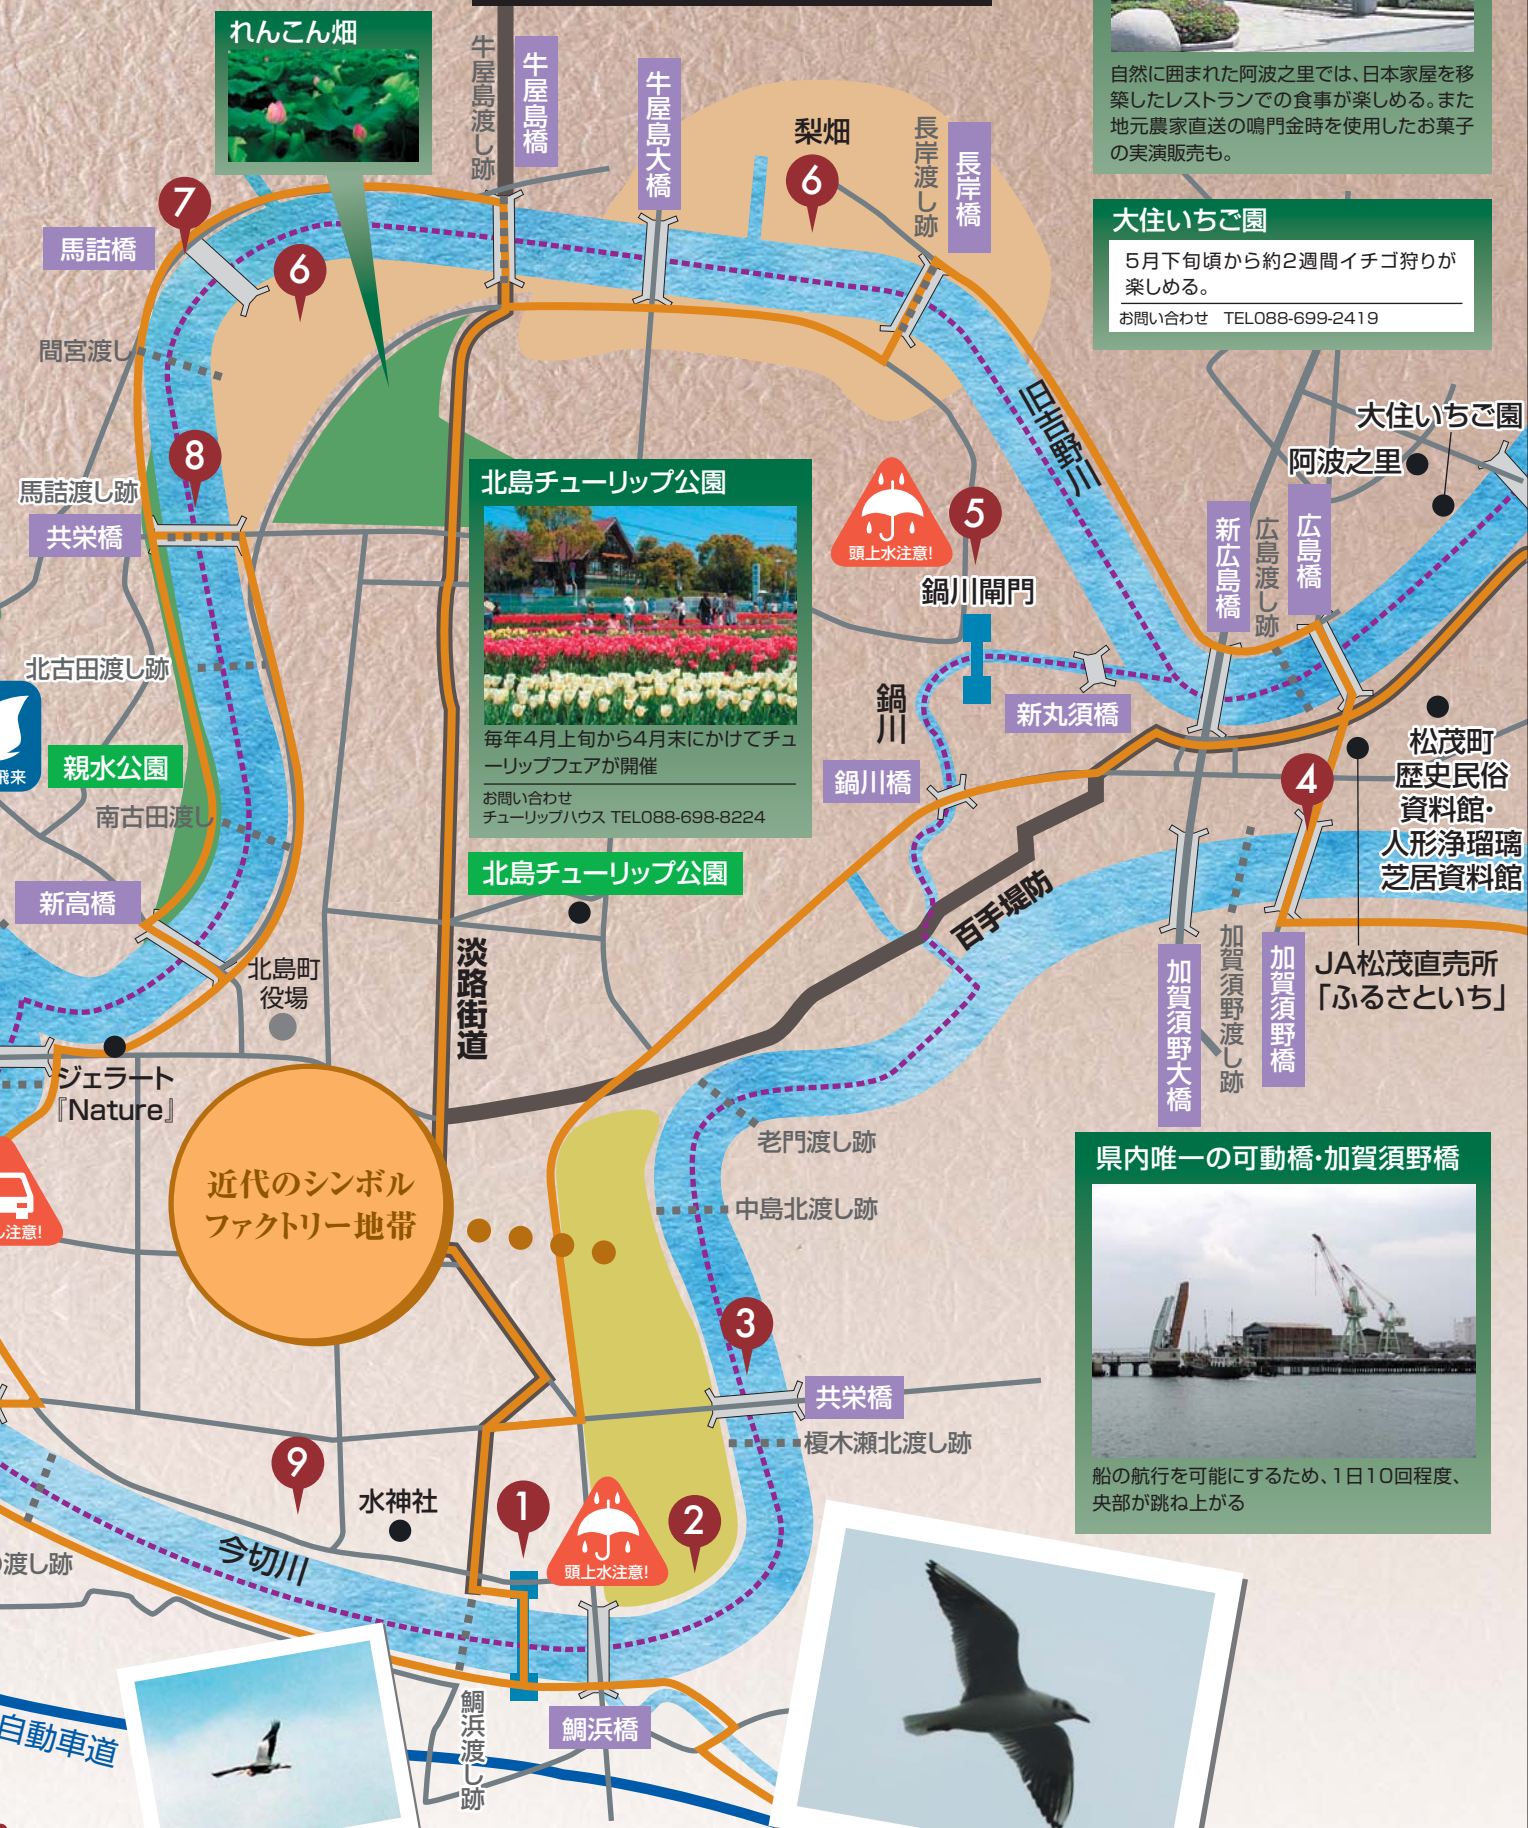 れんこん畑
牛屋島渡し跡
牛屋島橋
牛屋島大橋
梨畑
6
長岸渡し跡
長岸橋
自然に囲まれた阿波之里では、日本家屋を移
築したレストランでの食事が楽しめる。また
地元農家直送の鳴門金時を使用したお菓子
の実演販売も。
大住いちご園
5月下旬頃から約2週間イチゴ狩りが
楽しめる。
お問い合わせ　TEL088-699-2419
7
馬詰橋
6
間宮渡し
8
馬詰渡し跡
共栄橋
旧吉野川
大住いちご園
阿波之里
北島チューリップ公園
毎年4月上旬から4月末にかけてチュ
ーリップフェアが開催
お問い合わせ
チューリップハウス TEL088-698-8224
頭上水注意!
5
鍋川閘門
新広島橋
広島渡し跡
広島橋
北古田渡し跡
飛来
親水公園
南古田渡し
鍋川
新丸須橋
鍋川橋
4
松茂町
歴史民俗
資料館・
人形浄瑠璃
芝居資料館
新高橋
北島チューリップ公園
百手堤防
淡路街道
北島町
役場
加賀須野大橋
加賀須野渡し跡
加賀須野橋
JA松茂直売所
「ふるさといち」
ジェラート
『Nature』
近代のシンボル
ファクトリー地帯
老門渡し跡
中島北渡し跡
し注意!
県内唯一の可動橋・加賀須野橋
船の航行を可能にするため、1日10回程度、
央部が跳ね上がる
3
共栄橋
榎木瀬北渡し跡
9
水神社
1
頭上水注意!
2
今切川
渡し跡
鯛浜渡し跡
鯛浜橋
自動車道